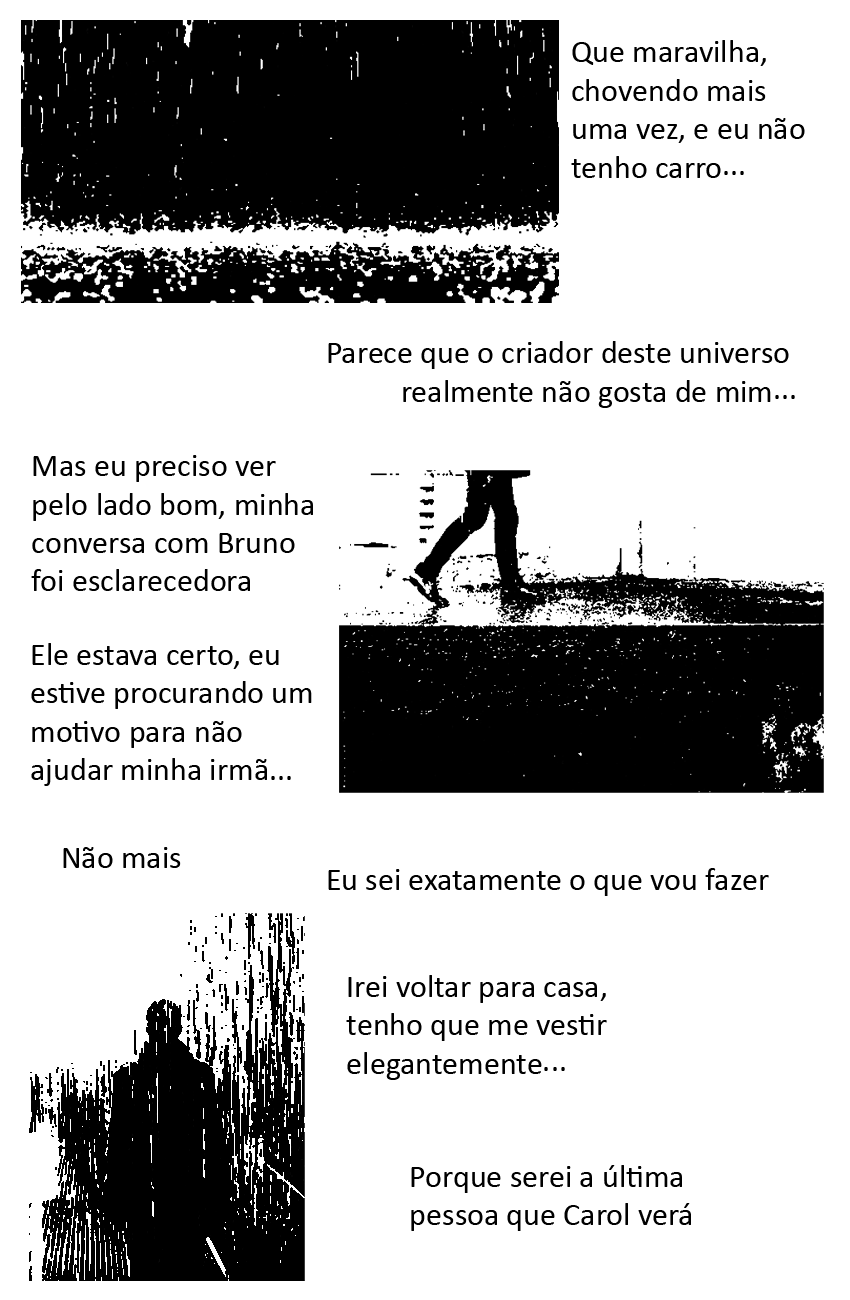 Que maravilha,
chovendo mais
uma vez, e eu não
tenho carro...
Parece que o criador deste universo
realmente não gosta de mim...
Mas eu preciso ver
pelo lado bom, minha
conversa com Bruno
foi esclarecedora
Ele estava certo, eu
estive procurando um
motivo para não
ajudar minha irmã...
Não mais
Eu sei exatamente o que vou fazer
Irei voltar para casa,
tenho que me vestir
elegantemente...
Porque serei a última
pessoa que Carol verá